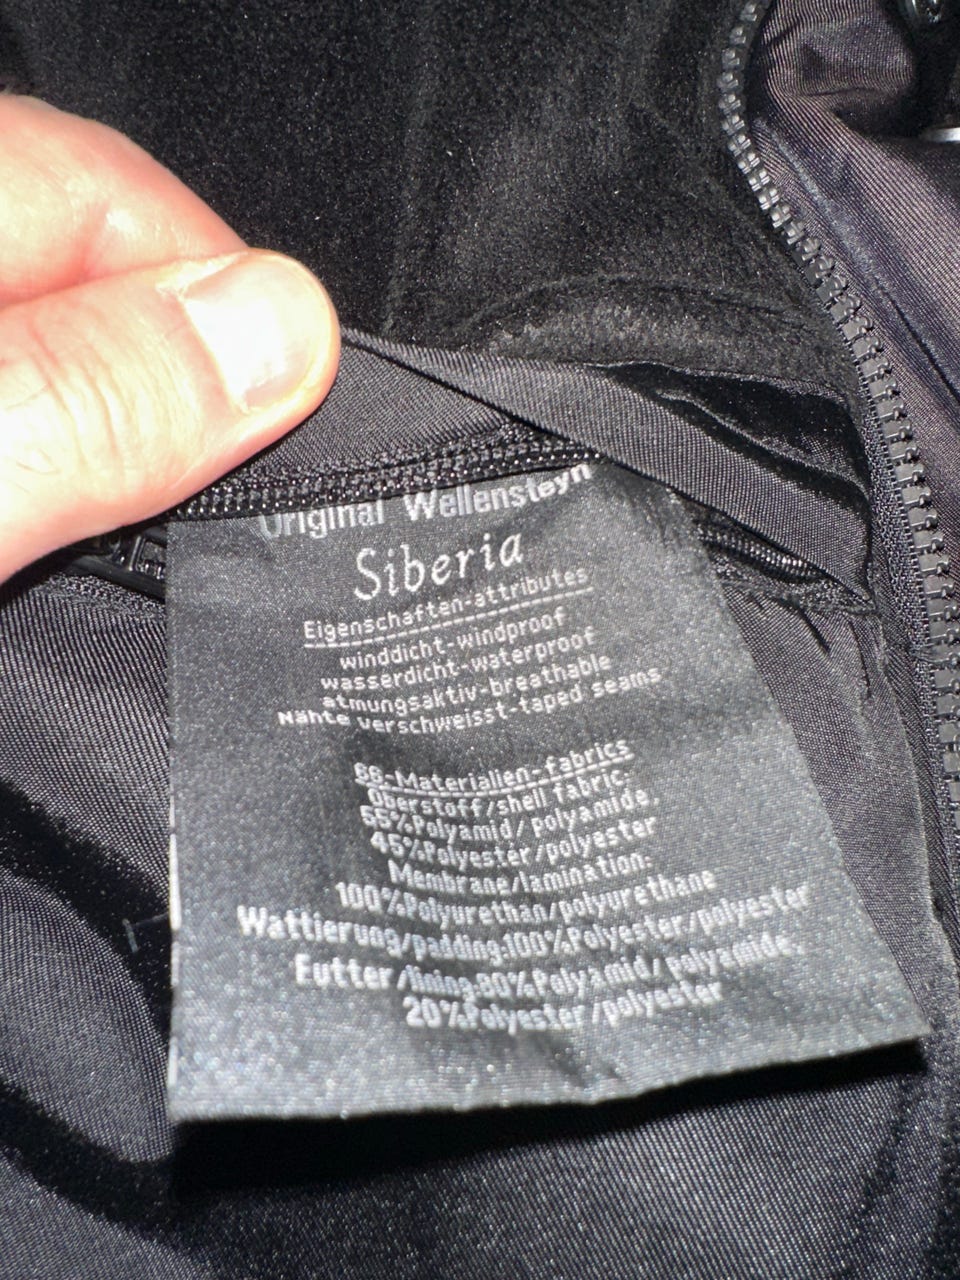 Original Wellensteyn
Siberia
Eigenschaften-attributes
winddicht-windproof
wasserdicht-waterproof
atmungsaktiv-breathable
Nähte verschweisst-taped seams
66-Materialien-fabrics
Oberstoff/shell fabric:
55%Polyamid/polyamide,
45%Polyester/polyester
Membrane/lamination:
100%Polyurethan/polyurethane
Wattierung/padding:100%Polyester/polyester
Futter/lining:80%Polyamid/polyamide,
20%Polyester/polyester